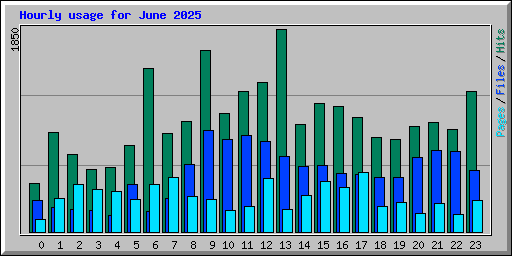 Hourly usage for June 2025
1850
Pages/Files/Hits
0 1 2 3 4 5 6 7 8 9 10 11 12 13 14 15 16 17 18 19 20 21 22 23